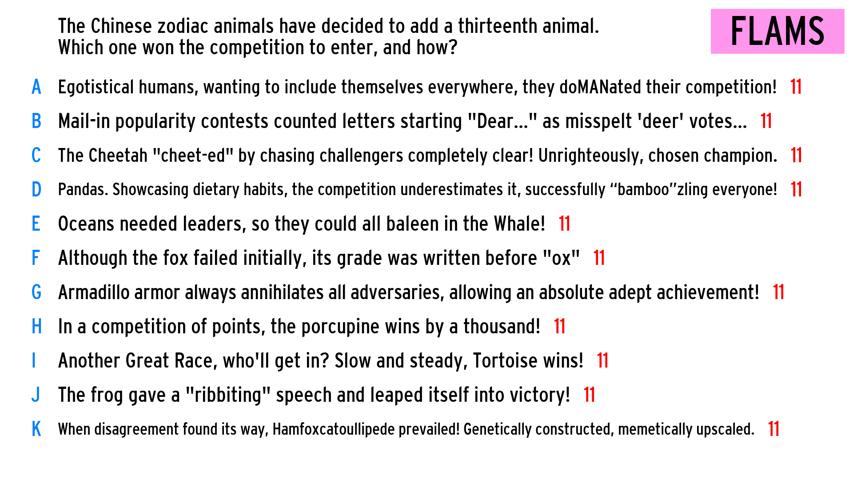 The Chinese zodiac animals have decided to add a thirteenth animal.
Which one won the competition to enter, and how?
FLAMS
A Egotistical humans, wanting to include themselves everywhere, they doMANated their competition! 11
B Mail-in popularity contests counted letters starting "Dear..." as misspelt 'deer' votes... 11
C The Cheetah "cheet-ed" by chasing challengers completely clear! Unrighteously, chosen champion. 11
D Pandas. Showcasing dietary habits, the competition underestimates it, successfully “bamboo”zling everyone! 11
E Oceans needed leaders, so they could all baleen in the Whale! 11
F Although the fox failed initially, its grade was written before "ox" 11
G Armadillo armor always annihilates all adversaries, allowing an absolute adept achievement! 11
H In a competition of points, the porcupine wins by a thousand! 11
I Another Great Race, who'll get in? Slow and steady, Tortoise wins! 11
J The frog gave a "ribbiting" speech and leaped itself into victory! 11
K When disagreement found its way, Hamfoxcatoullipede prevailed! Genetically constructed, memetically upscaled. 11